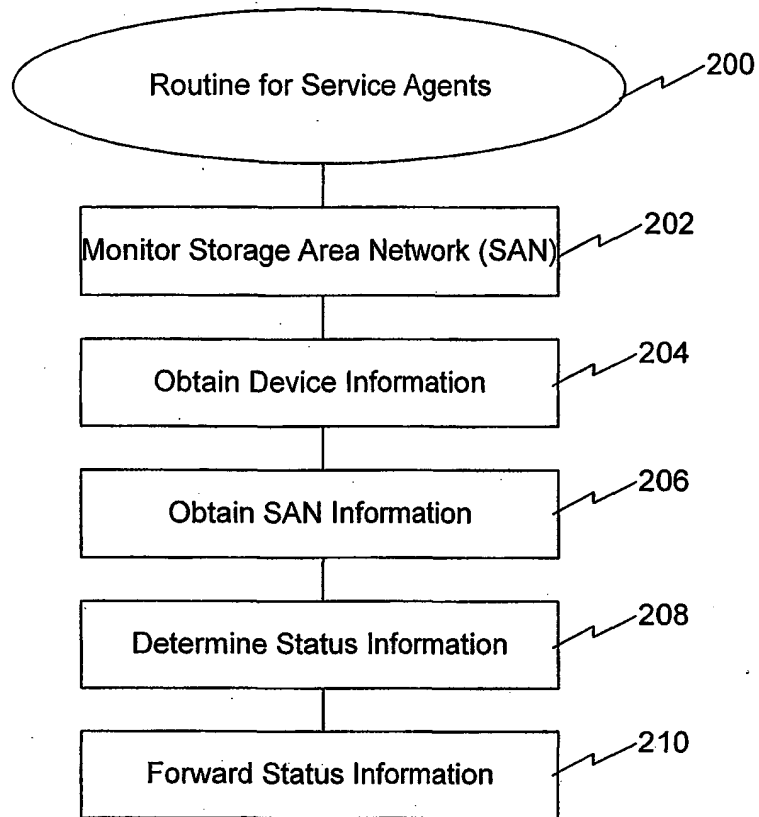 Routine for Service Agents
200
Monitor Storage Area Network (SAN)
202
Obtain Device Information
204
Obtain SAN Information
206
Determine Status Information
208
Forward Status Information
210